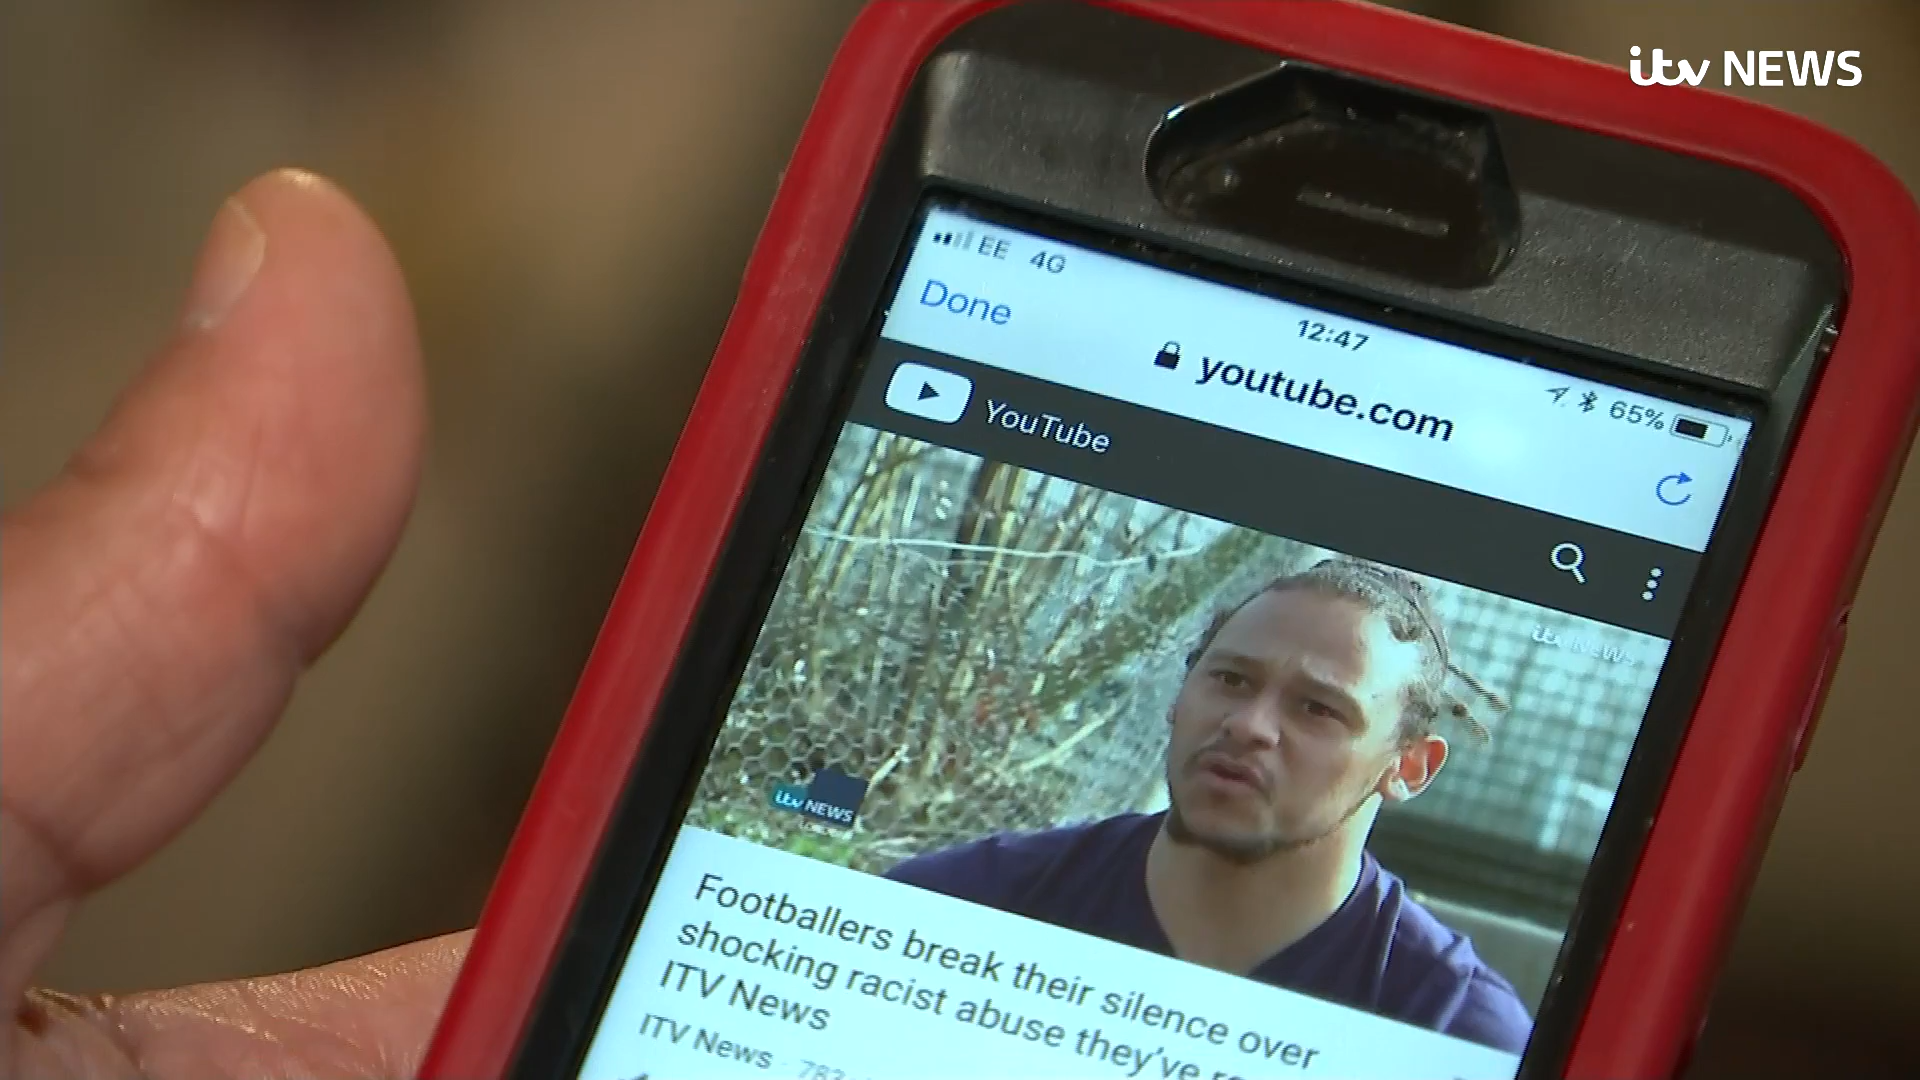 itv NEWS
EE 4G
12:47
65%
Done
youtube.com
YouTube
itv NEWS
itv NEWS
LONDON
Footballers break their silence over
shocking racist abuse they've
ITV News
ITV News